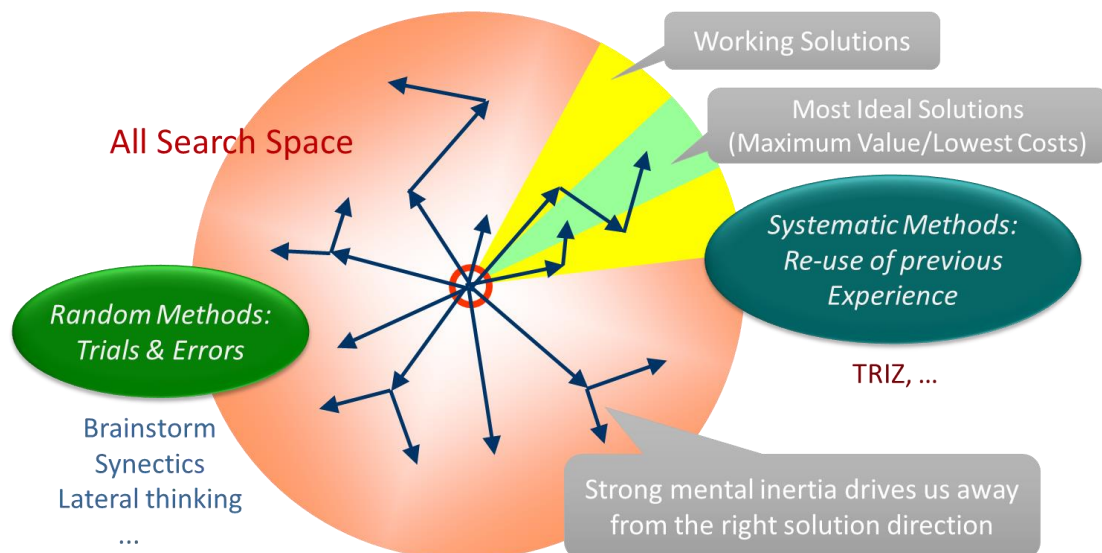 Working Solutions
Most Ideal Solutions
(Maximum Value/Lowest Costs)
All Search Space
Systematic Methods:
Re-use of previous
Experience
Random Methods:
Trials & Errors
TRIZ, ...
Brainstorm
Synectics
Lateral thinking
...
Strong mental inertia drives us away
from the right solution direction